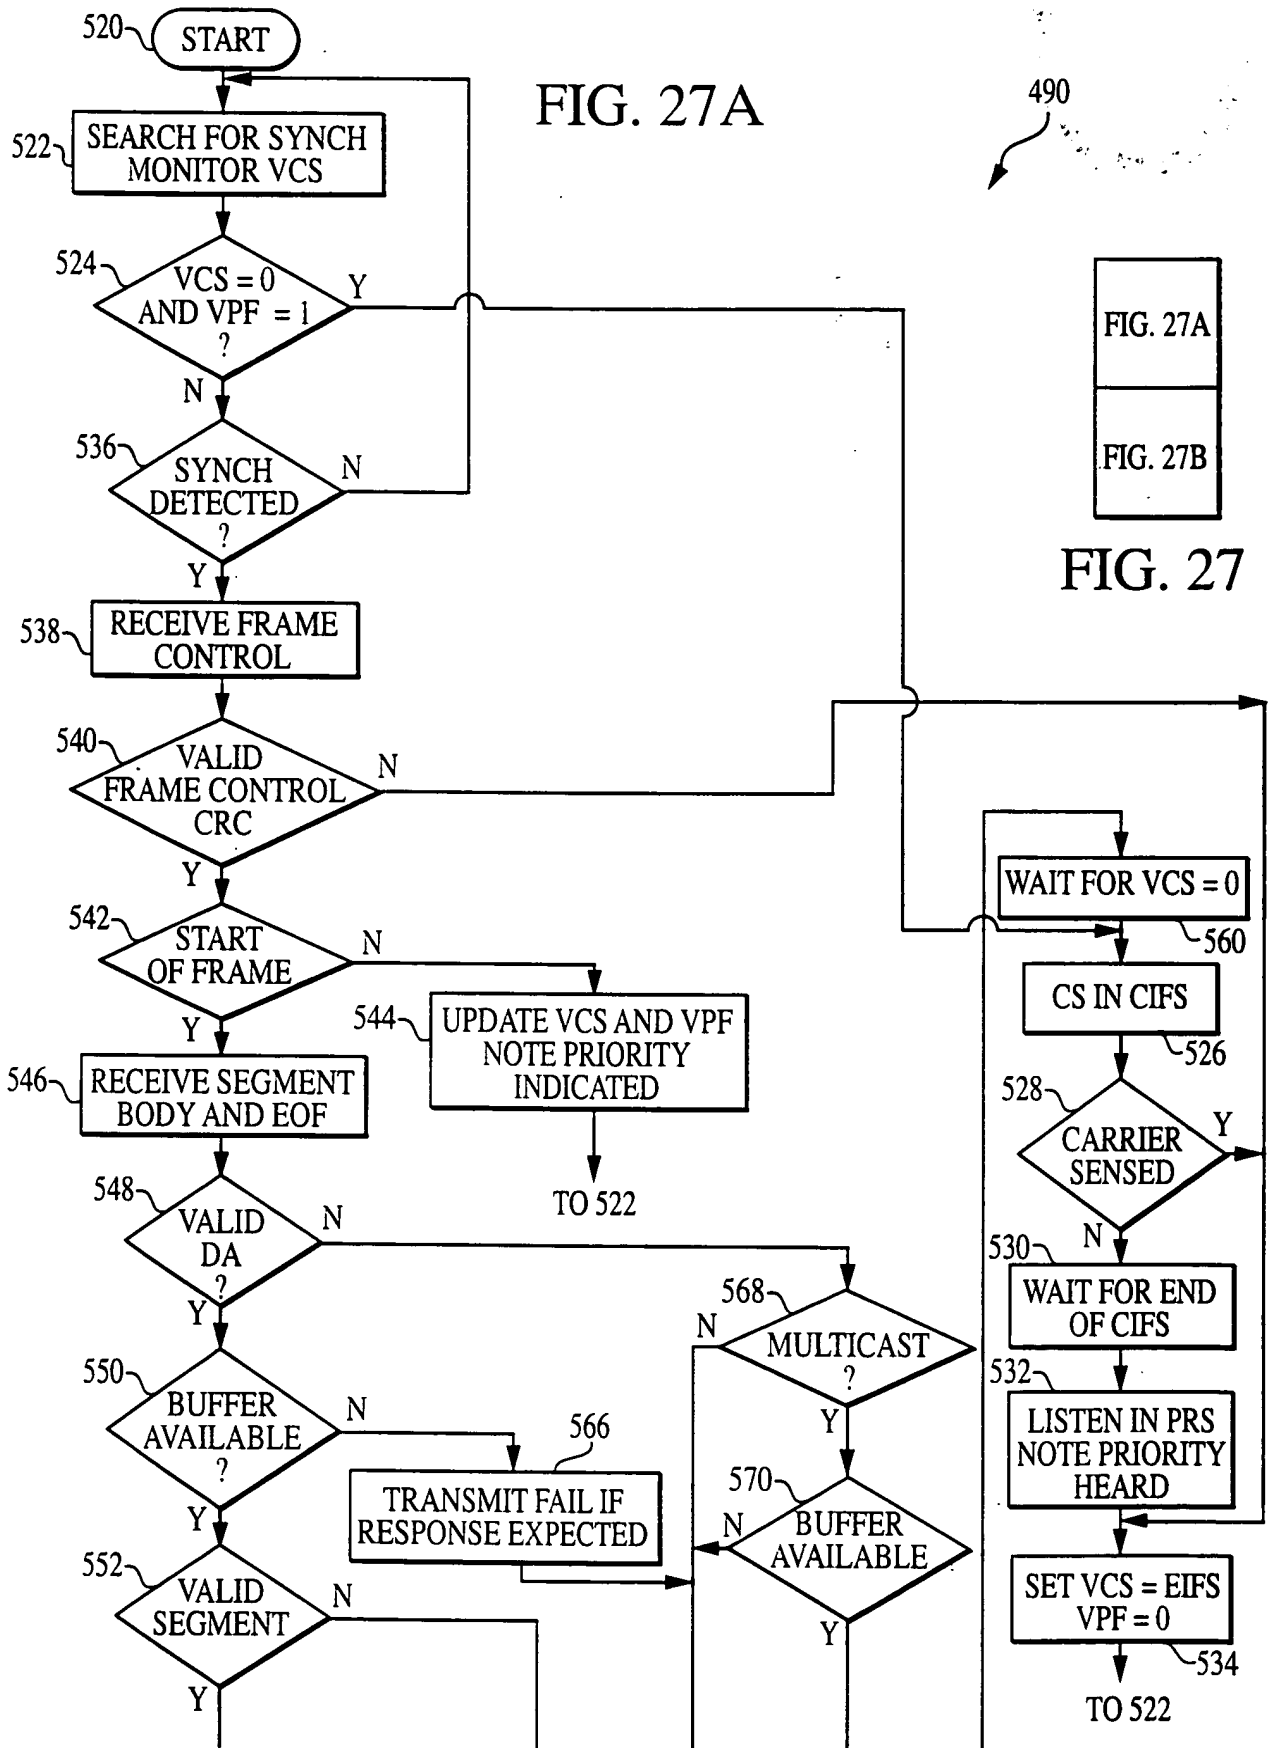 520
START
FIG. 27A
490
522
SEARCH FOR SYNCH
MONITOR VCS
524
VCS = 0
AND VPF = 1
?
Y
N
FIG. 27A
FIG. 27B
FIG. 27
536
SYNCH
DETECTED
?
N
Y
538
RECEIVE FRAME
CONTROL
540
VALID
FRAME CONTROL
CRC
N
Y
WAIT FOR VCS = 0
560
542
START
OF FRAME
N
Y
544
UPDATE VCS AND VPF
NOTE PRIORITY
INDICATED
TO 522
CS IN CIFS
526
546
RECEIVE SEGMENT
BODY AND EOF
528
CARRIER
SENSED
Y
N
548
VALID
DA
?
N
Y
530
WAIT FOR END
OF CIFS
568
MULTICAST
?
N
Y
532
LISTEN IN PRS
NOTE PRIORITY
HEARD
550
BUFFER
AVAILABLE
?
N
Y
566
TRANSMIT FAIL IF
RESPONSE EXPECTED
570
BUFFER
AVAILABLE
N
Y
552
VALID
SEGMENT
N
Y
SET VCS = EIFS
VPF = 0
534
TO 522